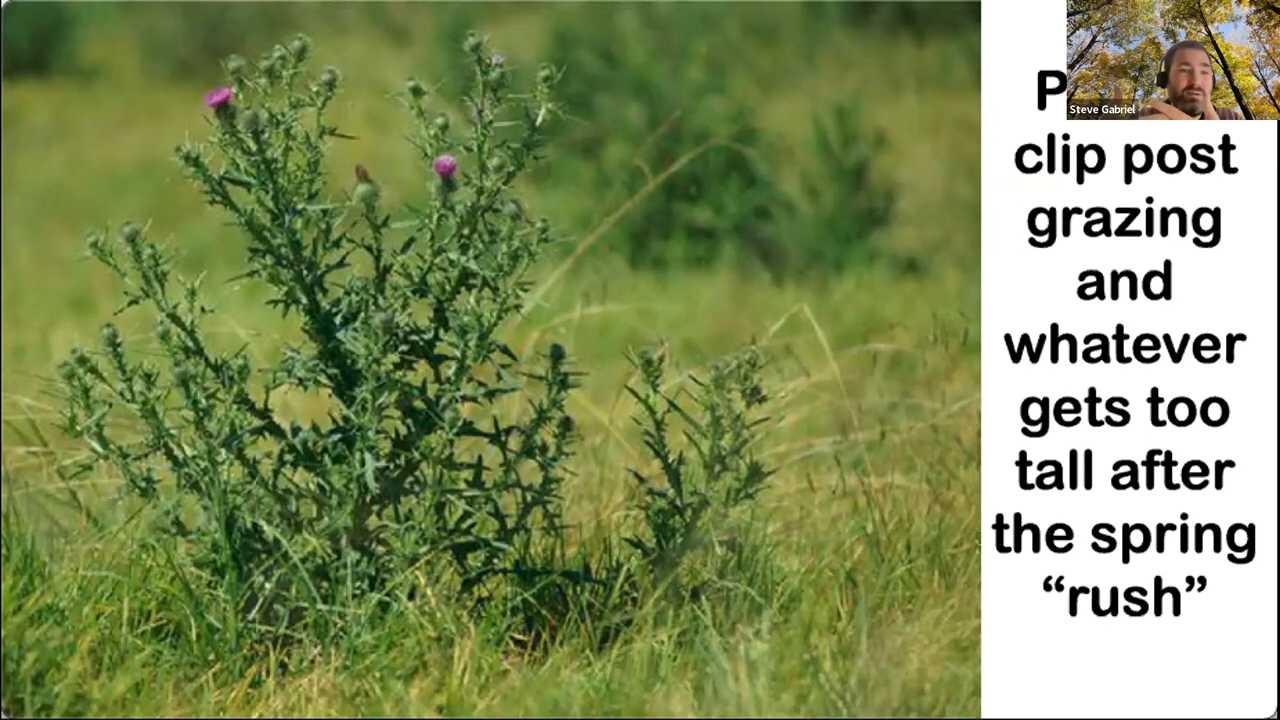 Steve Gabriel
P
clip post
grazing
and
whatever
gets too
tall after
the spring
“rush”